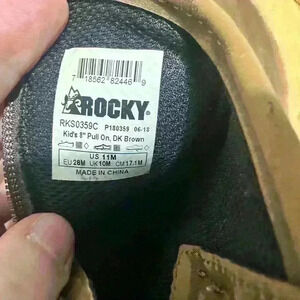 7 18562 82446 9
ROCKY
RKS0359C P180359 06-18
Kid's 8" Pull On, DK Brown
US 11M
EU 28M UK 10M CM 17.1M
MADE IN CHINA